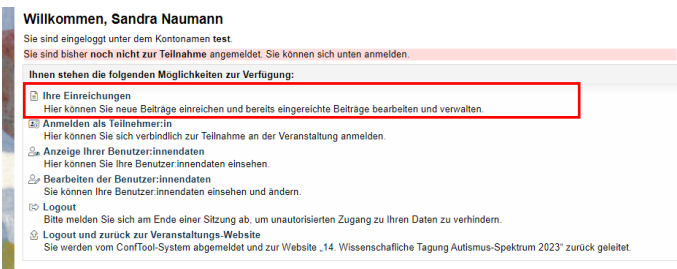 Willkommen, Sandra Naumann
Sie sind eingeloggt unter dem Kontonamen test.
Sie sind bisher noch nicht zur Teilnahme angemeldet. Sie können sich unten anmelden.
Ihnen stehen die folgenden Möglichkeiten zur Verfügung:
Ihre Einreichungen
Hier können Sie neue Beiträge einreichen und bereits eingereichte Beiträge bearbeiten und verwalten.
Anmelden als Teilnehmer:in
Hier können Sie sich verbindlich zur Teilnahme an der Veranstaltung anmelden.
Anzeige Ihrer Benutzer:innendaten
Hier können Sie Ihre Benutzer:innendaten einsehen.
Bearbeiten der Benutzer:innendaten
Sie können Ihre Benutzer:innendaten einsehen und ändern.
Logout
Bitte melden Sie sich am Ende einer Sitzung ab, um unautorisierten Zugang zu Ihren Daten zu verhindern.
Logout und zurück zur Veranstaltungs-Website
Sie werden vom ConfTool-System abgemeldet und zur Website „14. Wissenschafliche Tagung Autismus-Spektrum 2023“ zurück geleitet.